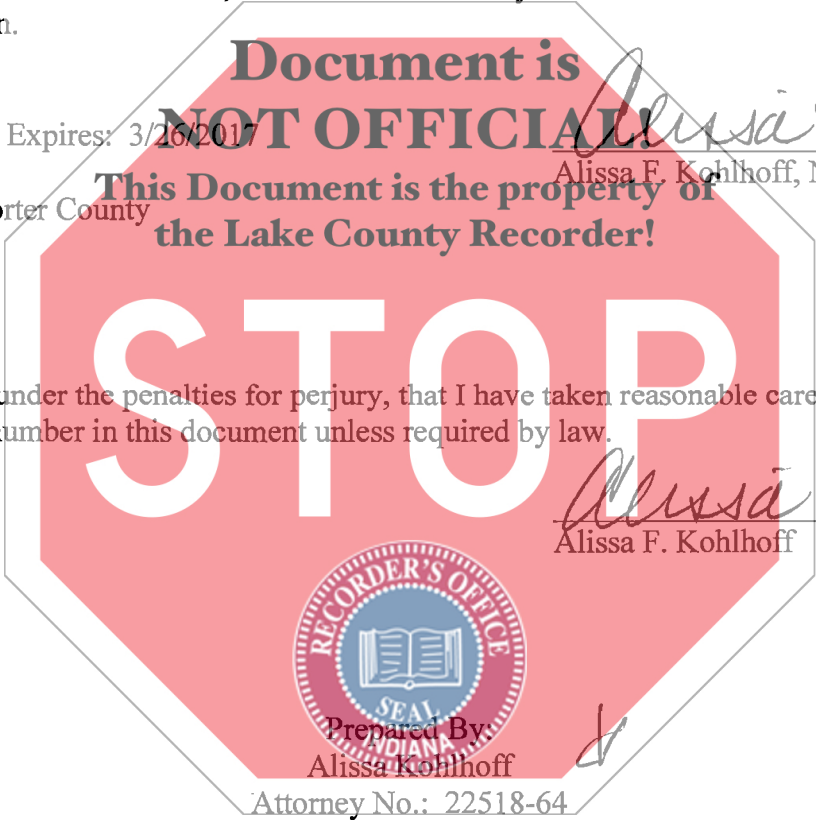 n.
Document is
NOT OFFICIAL!
Expires: 3/26/2017
Alissa
Alissa F. Kohlhoff, N
This Document is the property of
rter County
the Lake County Recorder!
STOP
under the penalties for perjury, that I have taken reasonable care
umber in this document unless required by law.
Alissa
Alissa F. Kohlhoff
RECORDER'S OFFICE
SEAL
INDIANA
Prepared By:
Alissa Kohlhoff
Attorney No.: 22518-64